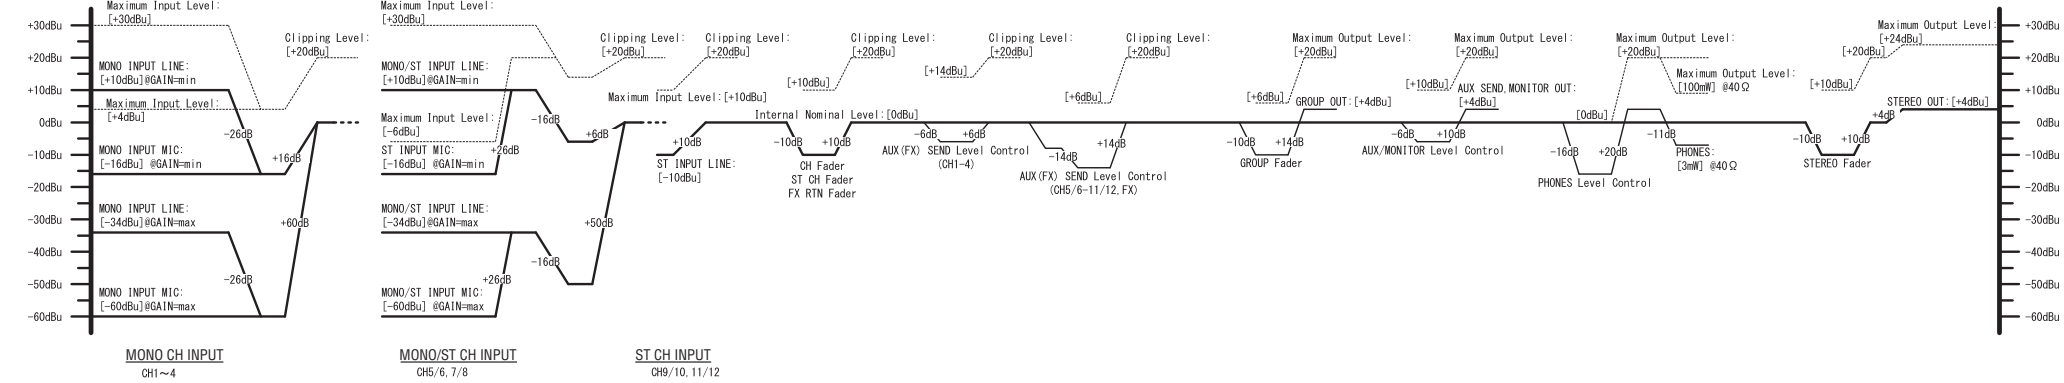 +30dBu
+20dBu
+10dBu
0dBu
-10dBu
-20dBu
-30dBu
-40dBu
-50dBu
-60dBu
Maximum Input Level:
[+30dBu]
Clipping Level:
[+20dBu]
MONO INPUT LINE:
[+10dBu]@GAIN=min
Maximum Input Level:
[+4dBu]
-26dB
MONO INPUT MIC:
[-16dBu] @GAIN=min
+16dB
MONO INPUT LINE:
[-34dBu]@GAIN=max
+60dB
-26dB
MONO INPUT MIC:
[-60dBu]@GAIN=max
MONO CH INPUT
CH1~4
Maximum Input Level:
[+30dBu]
Clipping Level:
[+20dBu]
MONO/ST INPUT LINE:
[+10dBu]@GAIN=min
Maximum Input Level:
[-6dBu]
-16dB
+6dB
ST INPUT MIC:
[-16dBu]@GAIN=min
+26dB
MONO/ST INPUT LINE:
[-34dBu]@GAIN=max
+50dB
-16dB
+26dB
MONO/ST INPUT MIC:
[-60dBu] @GAIN=max
MONO/ST CH INPUT
CH5/6, 7/8
Clipping Level:
[+20dBu]
Maximum Input Level:[+10dBu]
+10dB
ST INPUT LINE:
[-10dBu]
ST CH INPUT
CH9/10, 11/12
Internal Nominal Level:[0dBu]
Clipping Level:
[+20dBu]
[+10dBu]
-10dB
+10dB
CH Fader
ST CH Fader
FX RTN Fader
Clipping Level:
[+20dBu]
[+14dBu]
-6dB
+6dB
AUX(FX) SEND Level Control
(CH1-4)
Clipping Level:
[+20dBu]
[+6dBu]
-14dB
+14dB
AUX(FX) SEND Level Control
(CH5/6-11/12, FX)
Maximum Output Level:
[+20dBu]
[+6dBu]
GROUP OUT:[+4dBu]
-10dB
+14dB
GROUP Fader
Maximum Output Level:
[+20dBu]
[+10dBu]
AUX SEND, MONITOR OUT:
[+4dBu]
-6dB
+10dB
AUX/MONITOR Level Control
Maximum Output Level:
[+20dBu]
Maximum Output Level:
[100mW] @40Ω
[0dBu]
-16dB
+20dB
-11dB
PHONES:
[3mW] @40Ω
PHONES Level Control
Maximum Output Level:
[+24dBu]
[+20dBu]
[+10dBu]
STEREO OUT:[+4dBu]
+4dB
-10dB
+10dB
STEREO Fader
+30dBu
+20dBu
+10dBu
0dBu
-10dBu
-20dBu
-30dBu
-40dBu
-50dBu
-60dBu